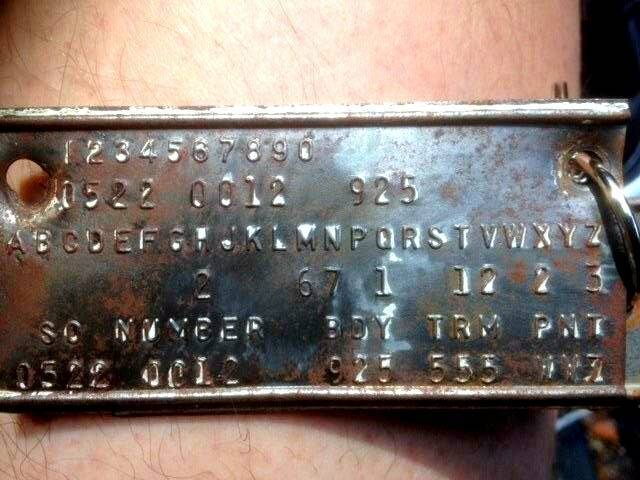 1234567890
0522 0012 925
ABCDEFGHJKLMNPQRSTVWXYZ
2 67 1 12 2 3
SO NUMBER BDY TRM PNT
0522 0012 925 555